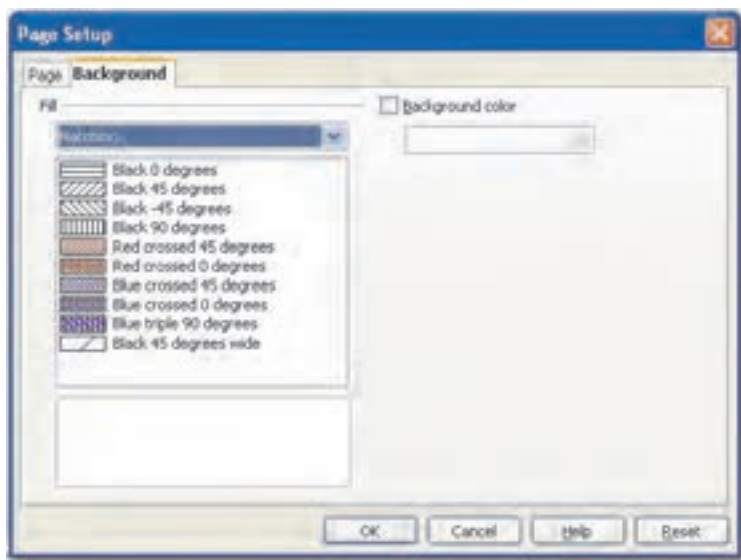 Page Setup
Page Background
Fill
Background color
Hatching
Black 0 degrees
Black 45 degrees
Black -45 degrees
Black 90 degrees
Red crossed 45 degrees
Red crossed 0 degrees
Blue crossed 45 degrees
Blue crossed 0 degrees
Blue triple 90 degrees
Black 45 degrees wide
OK Cancel Help Reset